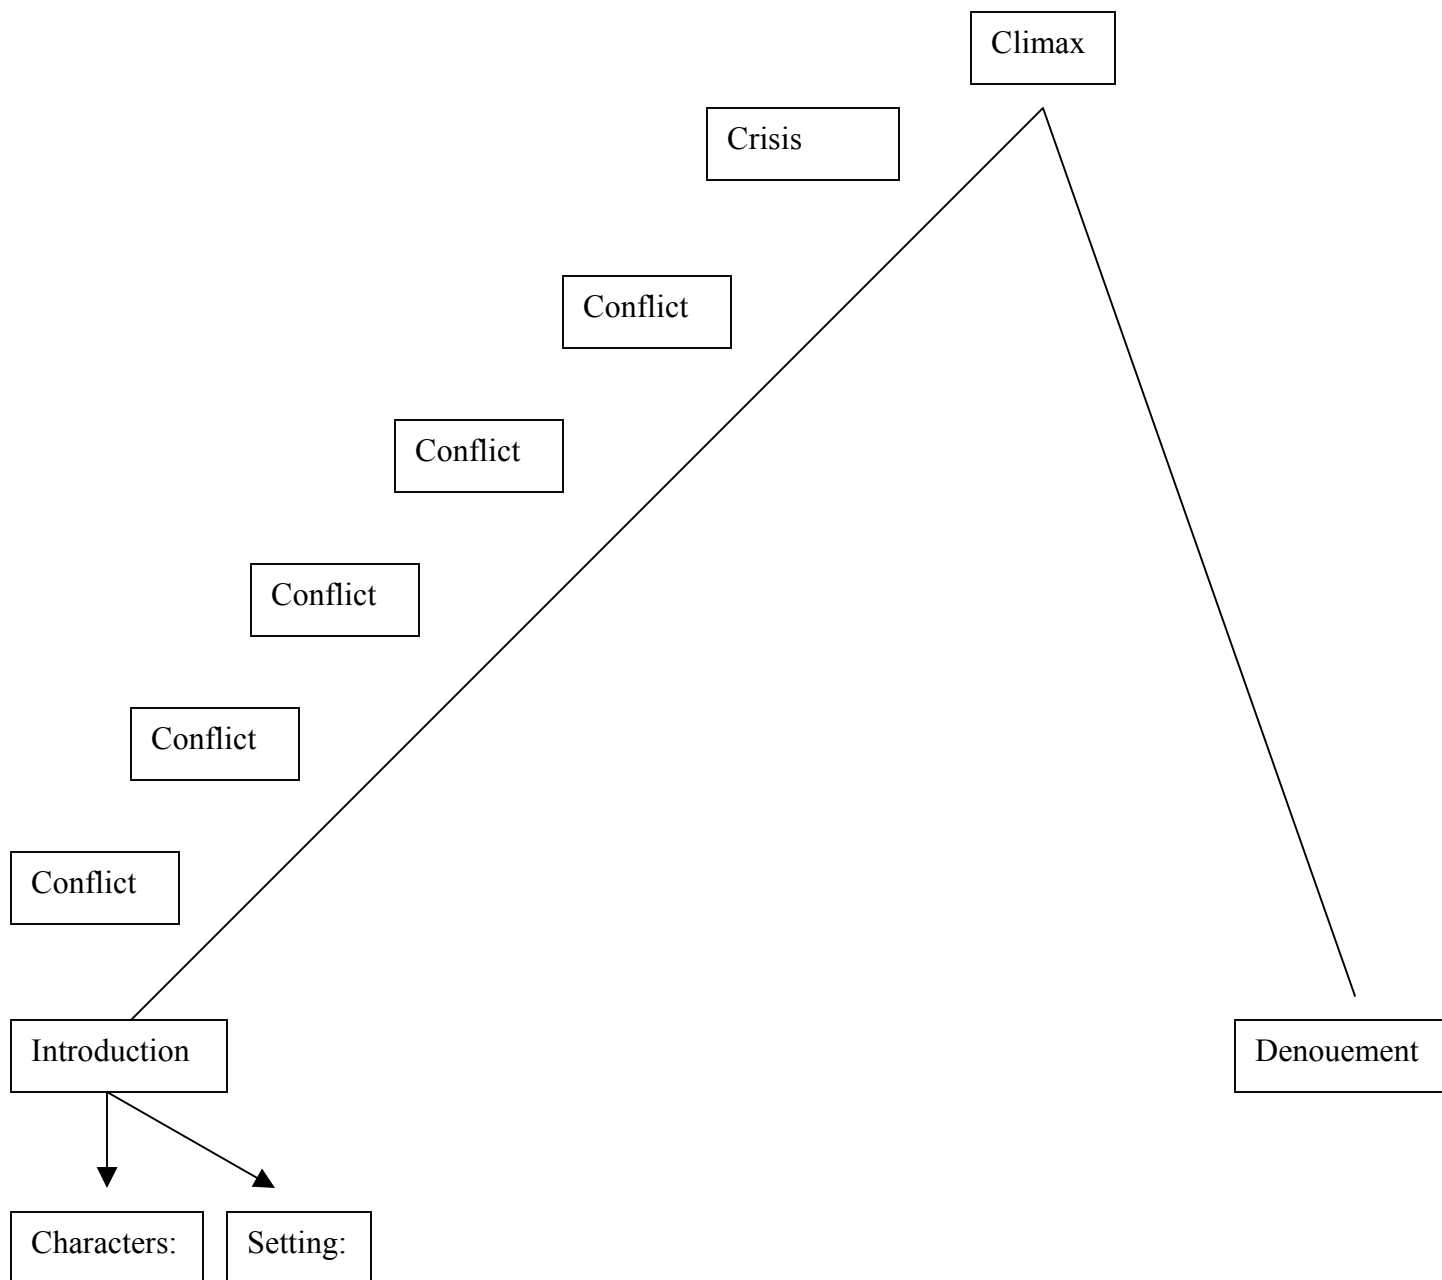 Climax
Crisis
Conflict
Conflict
Conflict
Conflict
Conflict
Introduction
Denouement
Characters:
Setting: